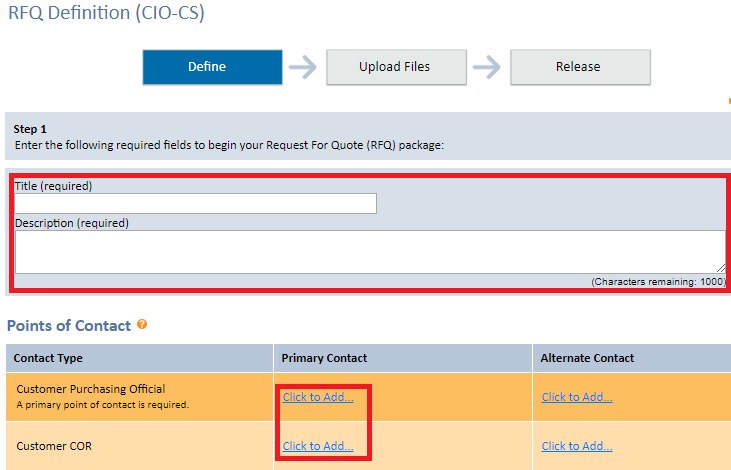 RFQ Definition (CIO-CS)
Define
Upload Files
Release
Step 1
Enter the following required fields to begin your Request For Quote (RFQ) package:
Title (required)
Description (required)
(Characters remaining: 1000)
Points of Contact ?
Contact Type Primary Contact Alternate Contact
Customer Purchasing Official
A primary point of contact is required.
Click to Add... Click to Add...
Customer COR Click to Add... Click to Add...